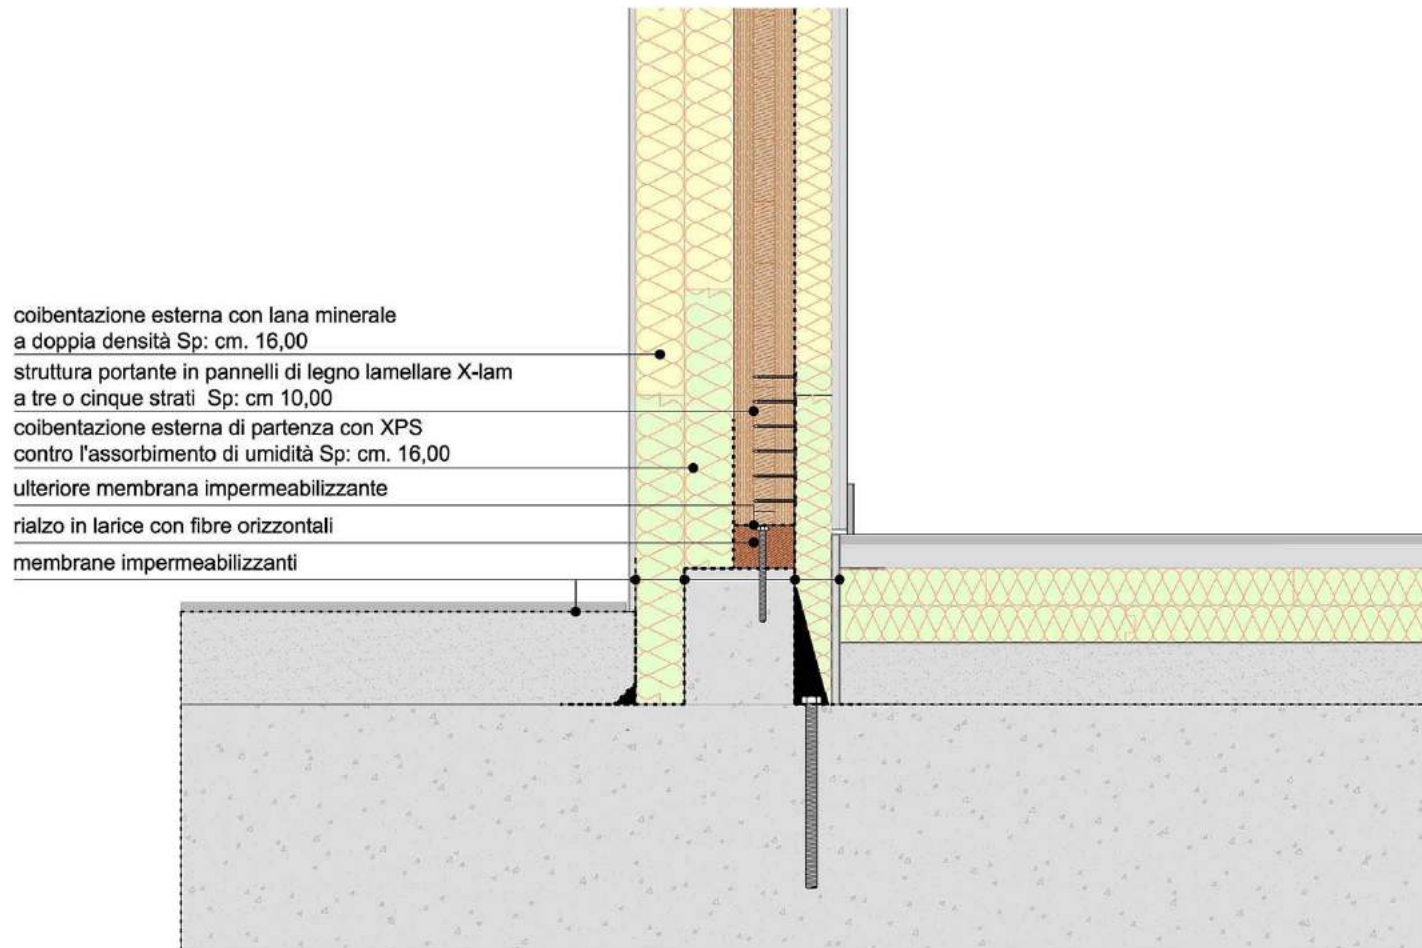 coibentazione esterna con lana minerale
a doppia densità Sp: cm. 16,00
struttura portante in pannelli di legno lamellare X-lam
a tre o cinque strati Sp: cm 10,00
coibentazione esterna di partenza con XPS
contro l'assorbimento di umidità Sp: cm. 16,00
ulteriore membrana impermeabilizzante
rialzo in larice con fibre orizzontali
membrane impermeabilizzanti